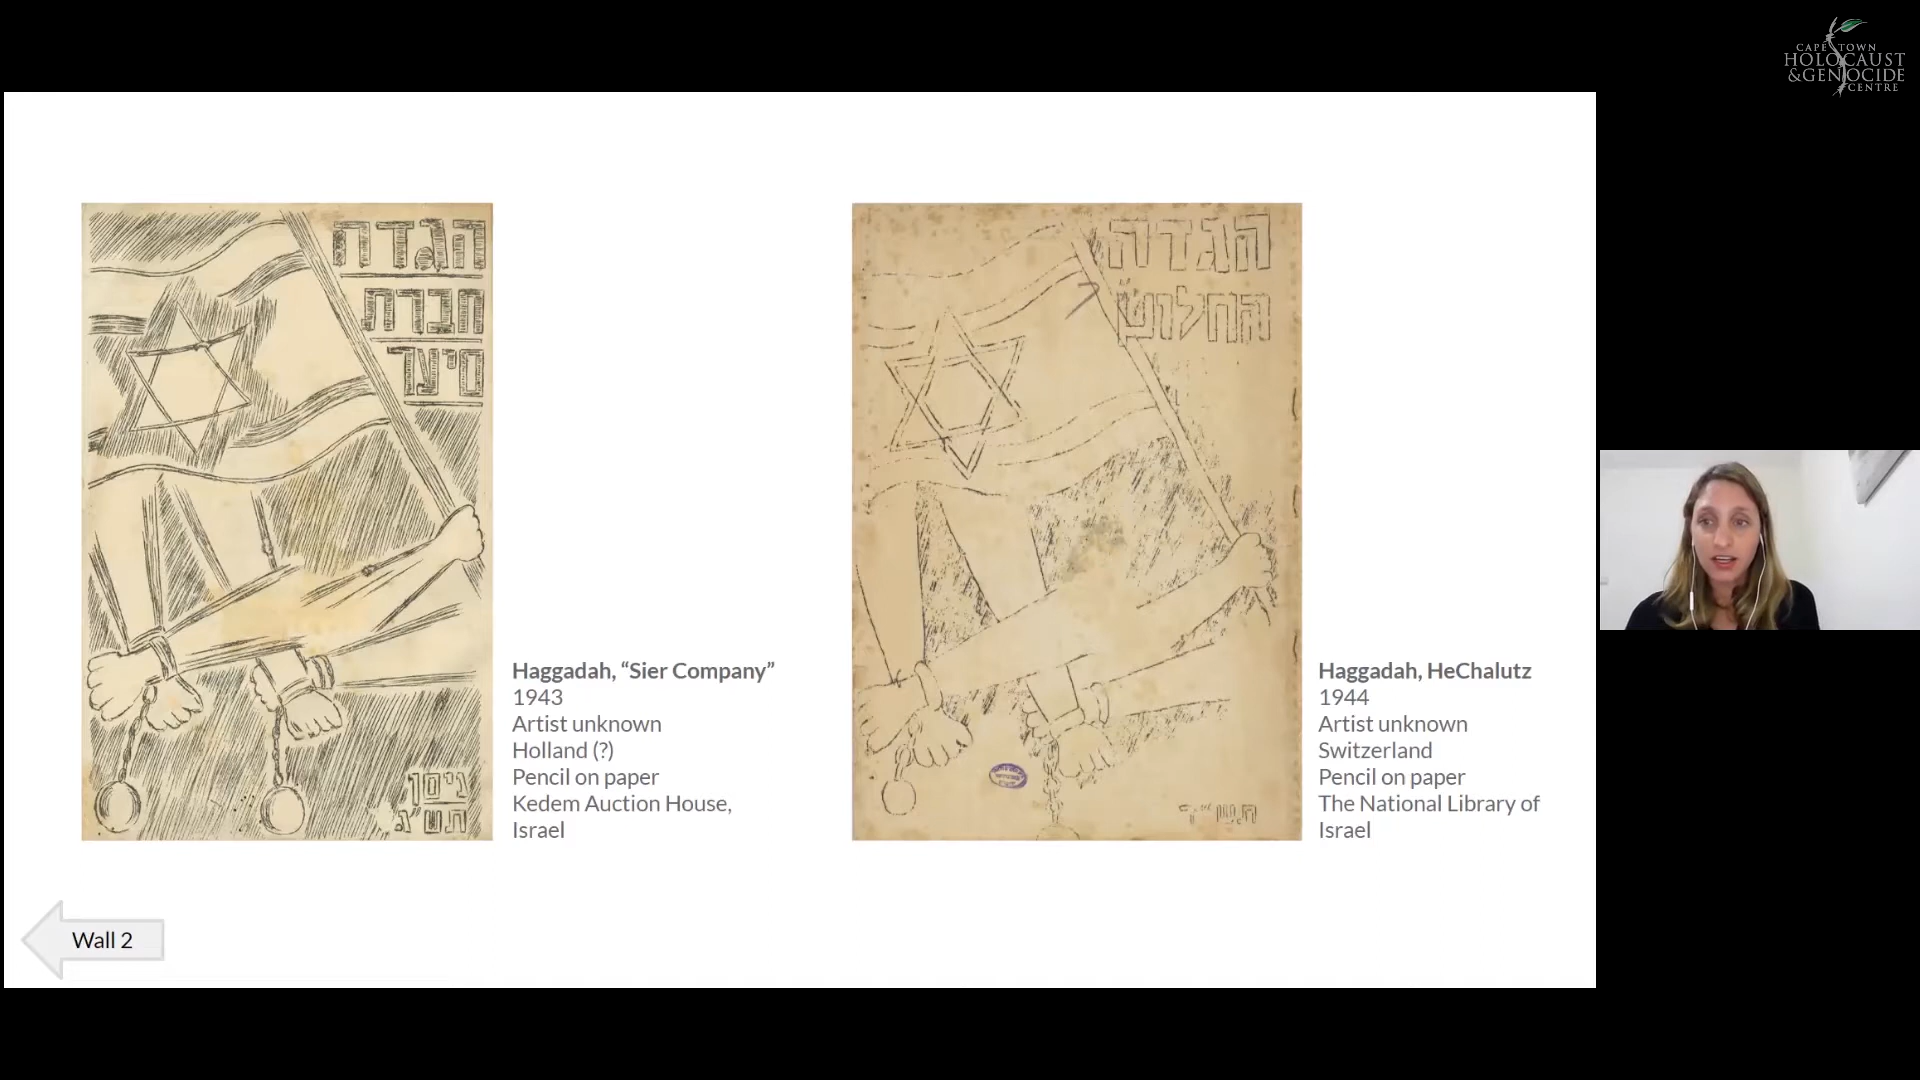 CAPE TOWN
HOLOCAUST
& GENOCIDE
CENTRE
הגדה
חברת
סיער
ניסן
תש"ג
Haggadah, “Sier Company”
1943
Artist unknown
Holland (?)
Pencil on paper
Kedem Auction House,
Israel
הגדה
החלוץ
תש"ד
Haggadah, HeChalutz
1944
Artist unknown
Switzerland
Pencil on paper
The National Library of
Israel
Wall 2